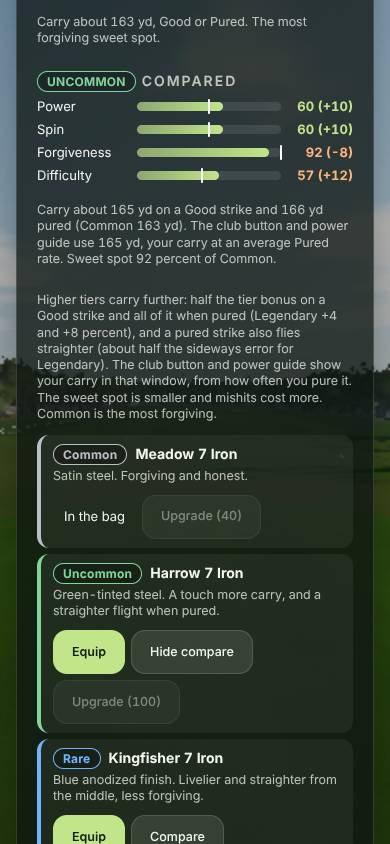 Carry about 163 yd, Good or Pured. The most
forgiving sweet spot.
UNCOMMON COMPARED
Power 60 (+10)
Spin 60 (+10)
Forgiveness 92 (-8)
Difficulty 57 (+12)
Carry about 165 yd on a Good strike and 166 yd
pured (Common 163 yd). The club button and power
guide use 165 yd, your carry at an average Pured
rate. Sweet spot 92 percent of Common.
Higher tiers carry further: half the tier bonus on a
Good strike and all of it when pured (Legendary +4
and +8 percent), and a pured strike also flies
straighter (about half the sideways error for
Legendary). The club button and power guide show
your carry in that window, from how often you pure it.
The sweet spot is smaller and mishits cost more.
Common is the most forgiving.
Common Meadow 7 Iron
Satin steel. Forgiving and honest.
In the bag Upgrade (40)
Uncommon Harrow 7 Iron
Green-tinted steel. A touch more carry, and a
straighter flight when pured.
Equip Hide compare
Upgrade (100)
Rare Kingfisher 7 Iron
Blue anodized finish. Livelier and straighter from
the middle, less forgiving.
Equip Compare